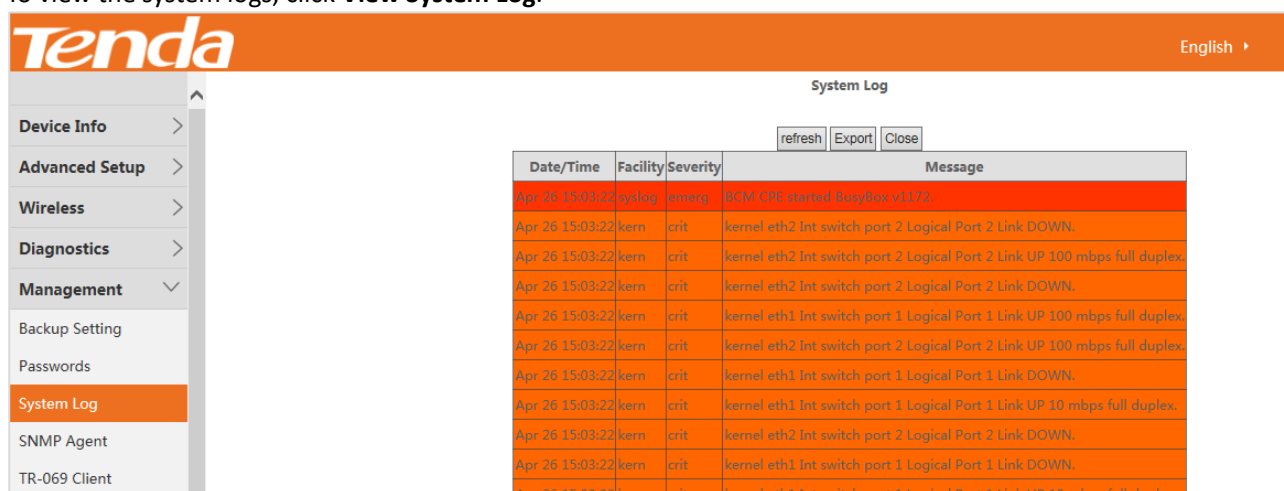 To view the system logs, click View System Log.
Tenda
English
System Log
Device Info
Advanced Setup
Wireless
Diagnostics
Management
Backup Setting
Passwords
System Log
SNMP Agent
TR-069 Client
refresh Export Close
Date/Time Facility Severity Message
Apr 26 15:03:22 syslog emerg BCM CPE started BusyBox v1172.
Apr 26 15:03:22 kern crit kernel eth2 Int switch port 2 Logical Port 2 Link DOWN.
Apr 26 15:03:22 kern crit kernel eth2 Int switch port 2 Logical Port 2 Link UP 100 mbps full duplex.
Apr 26 15:03:22 kern crit kernel eth2 Int switch port 2 Logical Port 2 Link DOWN.
Apr 26 15:03:22 kern crit kernel eth1 Int switch port 1 Logical Port 1 Link UP 100 mbps full duplex.
Apr 26 15:03:22 kern crit kernel eth2 Int switch port 2 Logical Port 2 Link UP 100 mbps full duplex.
Apr 26 15:03:22 kern crit kernel eth1 Int switch port 1 Logical Port 1 Link DOWN.
Apr 26 15:03:22 kern crit kernel eth1 Int switch port 1 Logical Port 1 Link UP 10 mbps full duplex.
Apr 26 15:03:22 kern crit kernel eth2 Int switch port 2 Logical Port 2 Link DOWN.
Apr 26 15:03:22 kern crit kernel eth1 Int switch port 1 Logical Port 1 Link DOWN.